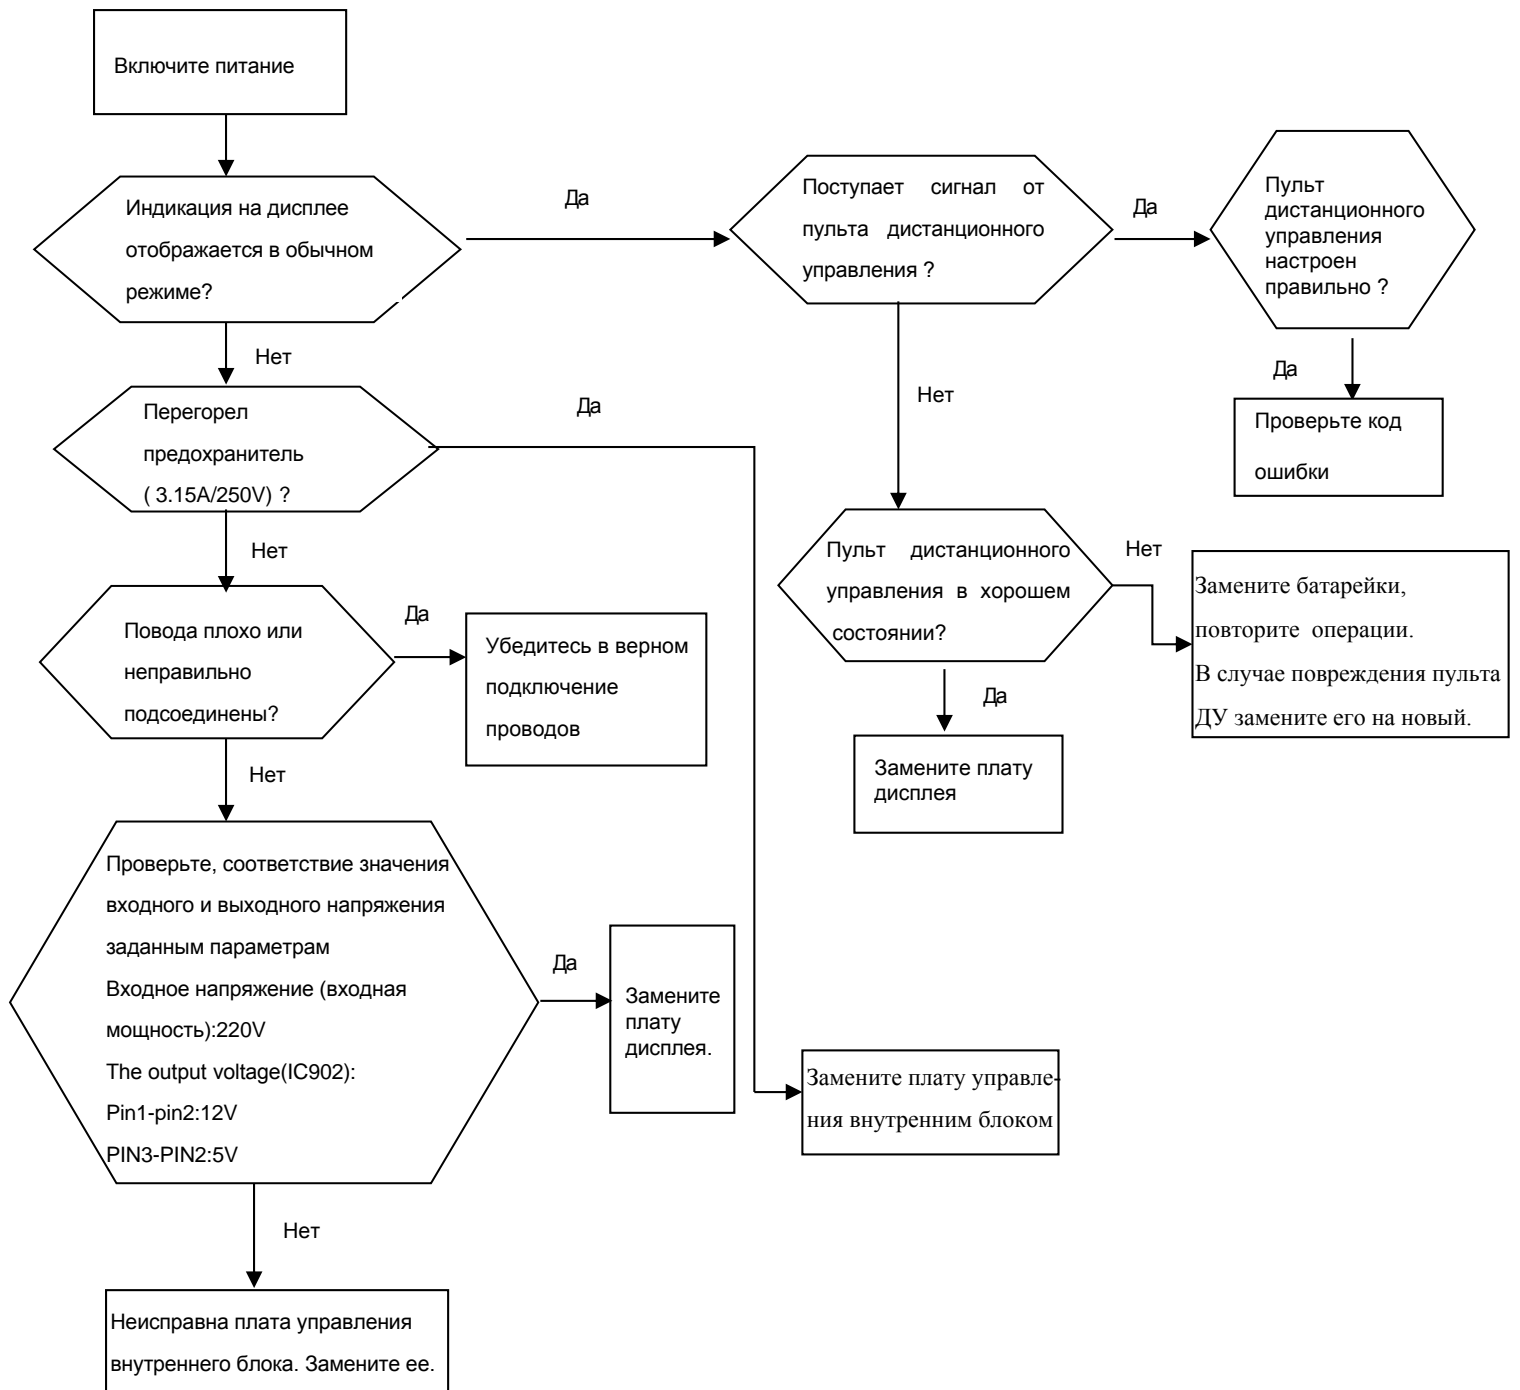 Включите питание
Индикация на дисплее
отображается в обычном
режиме?
Да
Поступает сигнал от
пульта дистанционного
управления ?
Да
Пульт
дистанционного
управления
настроен
правильно ?
Да
Проверьте код
ошибки
Нет
Перегорел
предохранитель
( 3.15A/250V) ?
Да
Нет
Пульт дистанционного
управления в хорошем
состоянии?
Нет
Замените батарейки,
повторите операции.
В случае повреждения пульта
ДУ замените его на новый.
Да
Замените плату
дисплея
Нет
Повода плохо или
неправильно
подсоединены?
Да
Убедитесь в верном
подключение
проводов
Нет
Проверьте, соответствие значения
входного и выходного напряжения
заданным параметрам
Входное напряжение (входная
мощность):220V
The output voltage(IC902):
Pin1-pin2:12V
PIN3-PIN2:5V
Да
Замените
плату
дисплея.
Замените плату управле-
ния внутренним блоком
Нет
Неисправна плата управления
внутреннего блока. Замените ее.